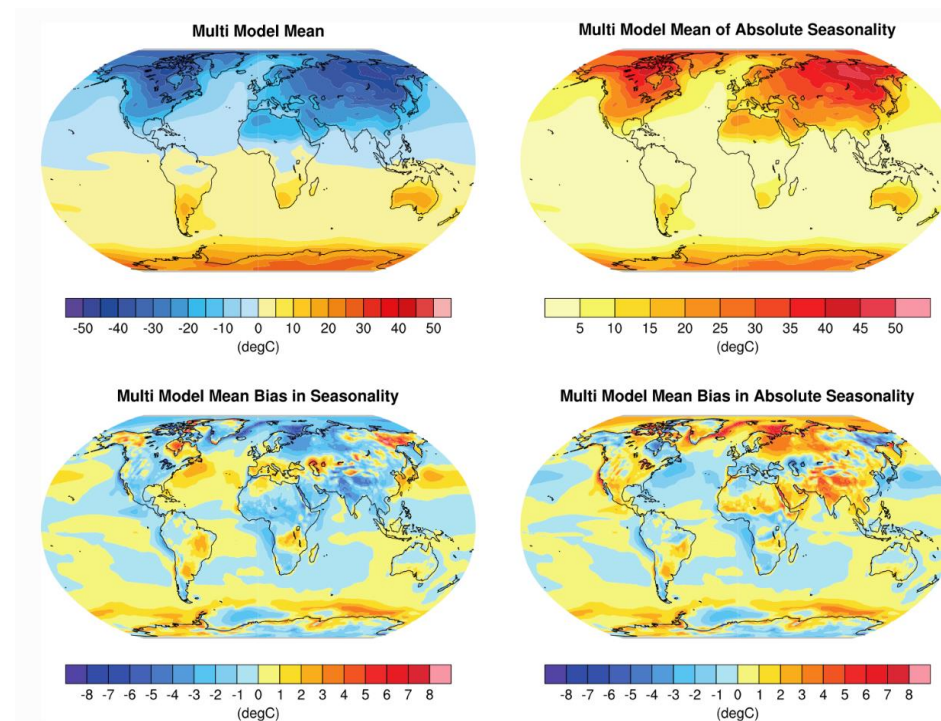 Multi Model Mean
Multi Model Mean of Absolute Seasonality
-50 -40 -30 -20 -10 0 10 20 30 40 50
(degC)
5 10 15 20 25 30 35 40 45 50
(degC)
Multi Model Mean Bias in Seasonality
Multi Model Mean Bias in Absolute Seasonality
-8 -7 -6 -5 -4 -3 -2 -1 0 1 2 3 4 5 6 7 8
(degC)
-8 -7 -6 -5 -4 -3 -2 -1 0 1 2 3 4 5 6 7 8
(degC)